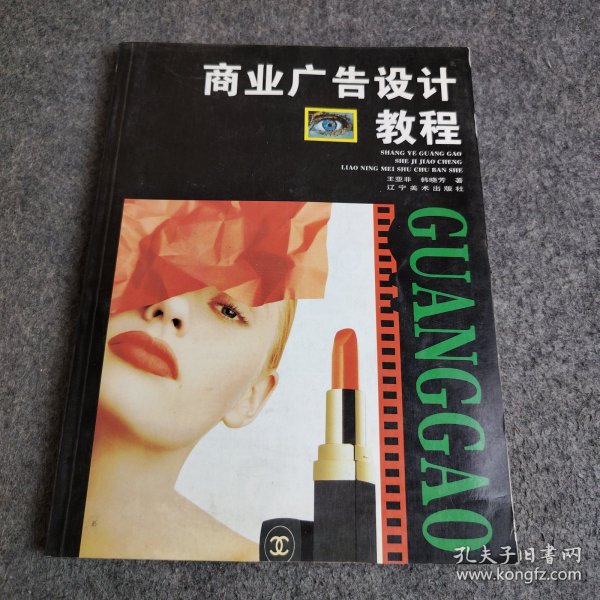 商业广告设计
教程
SHANG YE GUANG GAO
SHE JI JIAO CHENG
LIAO NING MEI SHU CHU BAN SHE
王亚非 韩晓芳 著
辽宁美术出版社
GUANGGAO
孔夫子旧书网
www.kongfz.com